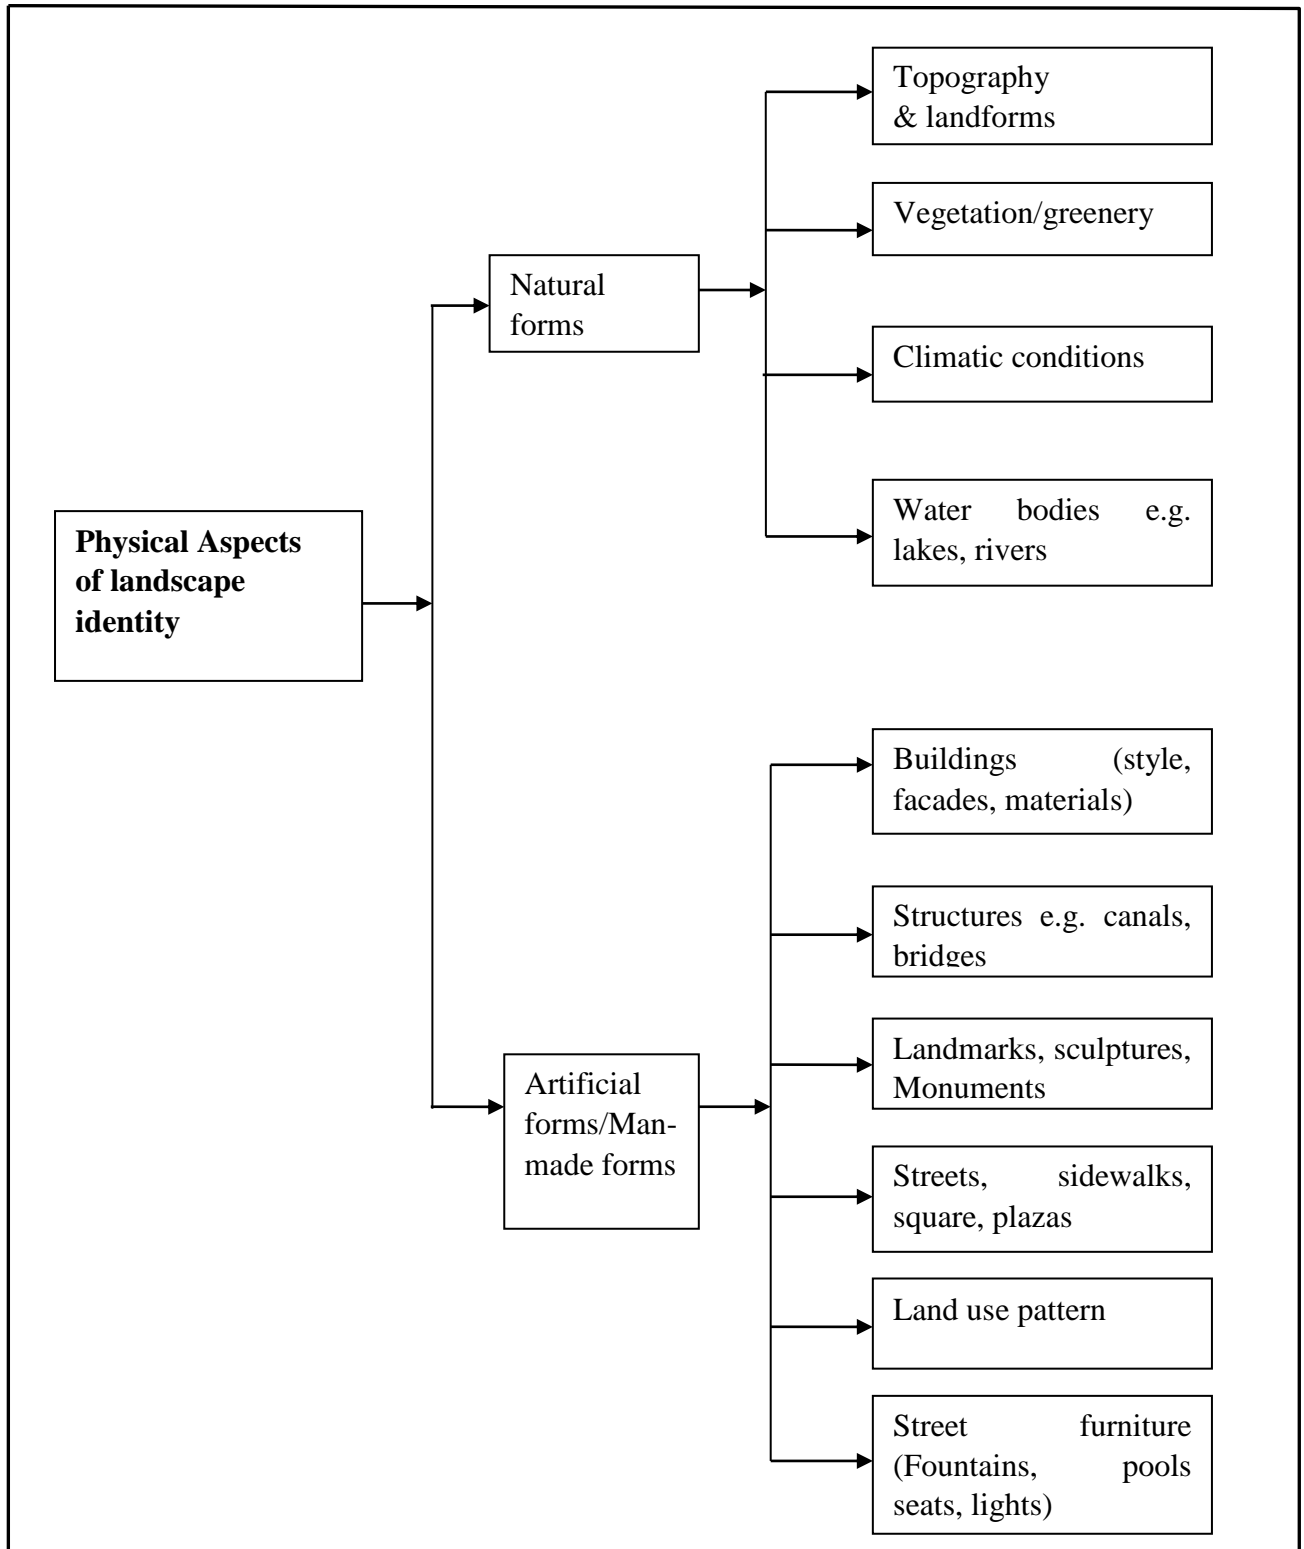 Topography
& landforms
Vegetation/greenery
Natural
forms
Climatic conditions
Water bodies e.g.
lakes, rivers
Physical Aspects
of landscape
identity
Buildings (style,
facades, materials)
Structures e.g. canals,
bridges
Landmarks, sculptures,
Monuments
Artificial
forms/Man-
made forms
Streets, sidewalks,
square, plazas
Land use pattern
Street furniture
(Fountains, pools
seats, lights)